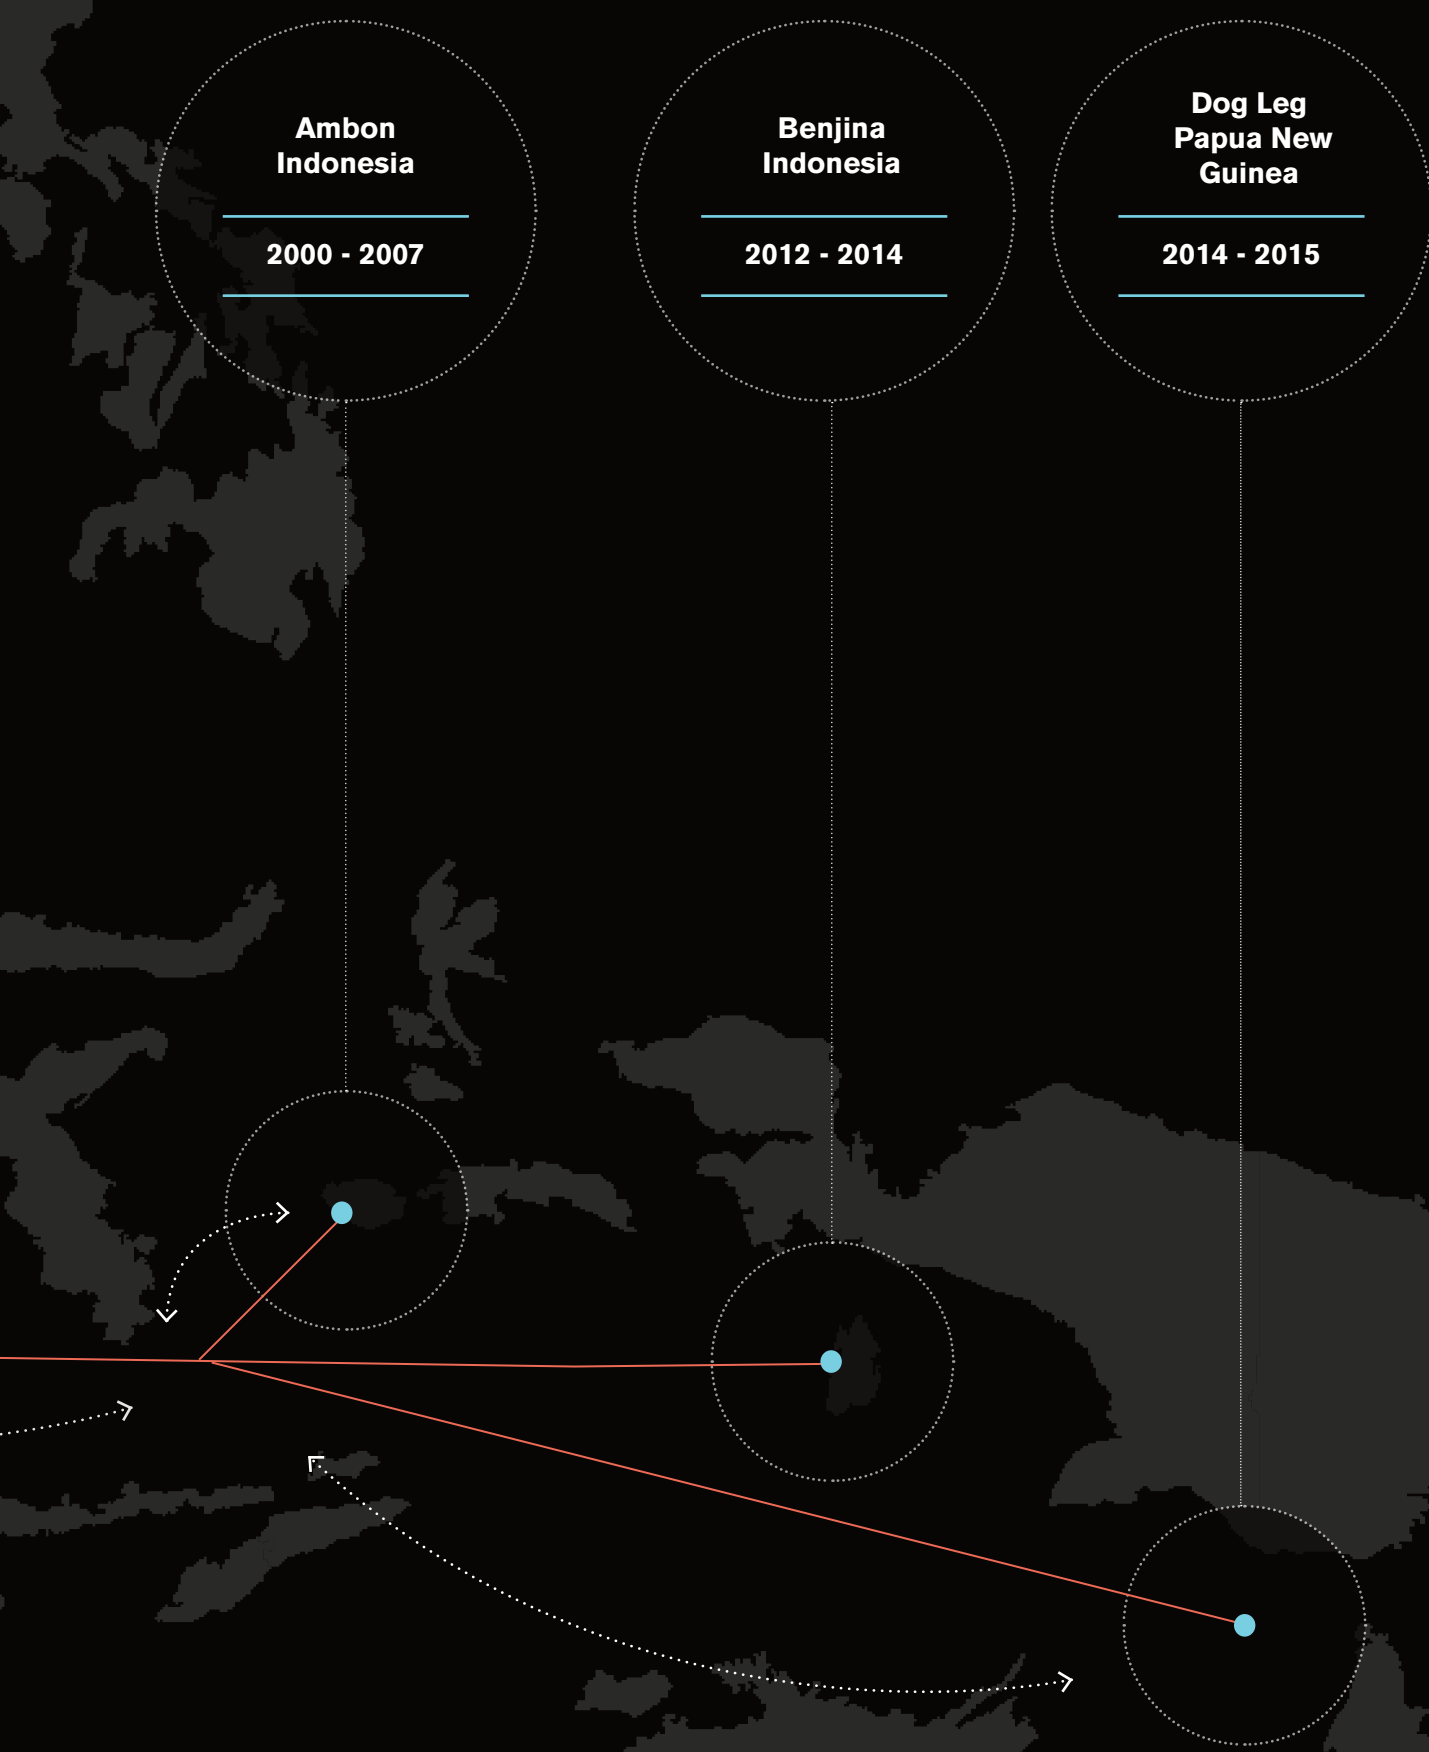 Ambon
Indonesia
2000 - 2007
Benjina
Indonesia
2012 - 2014
Dog Leg
Papua New
Guinea
2014 - 2015